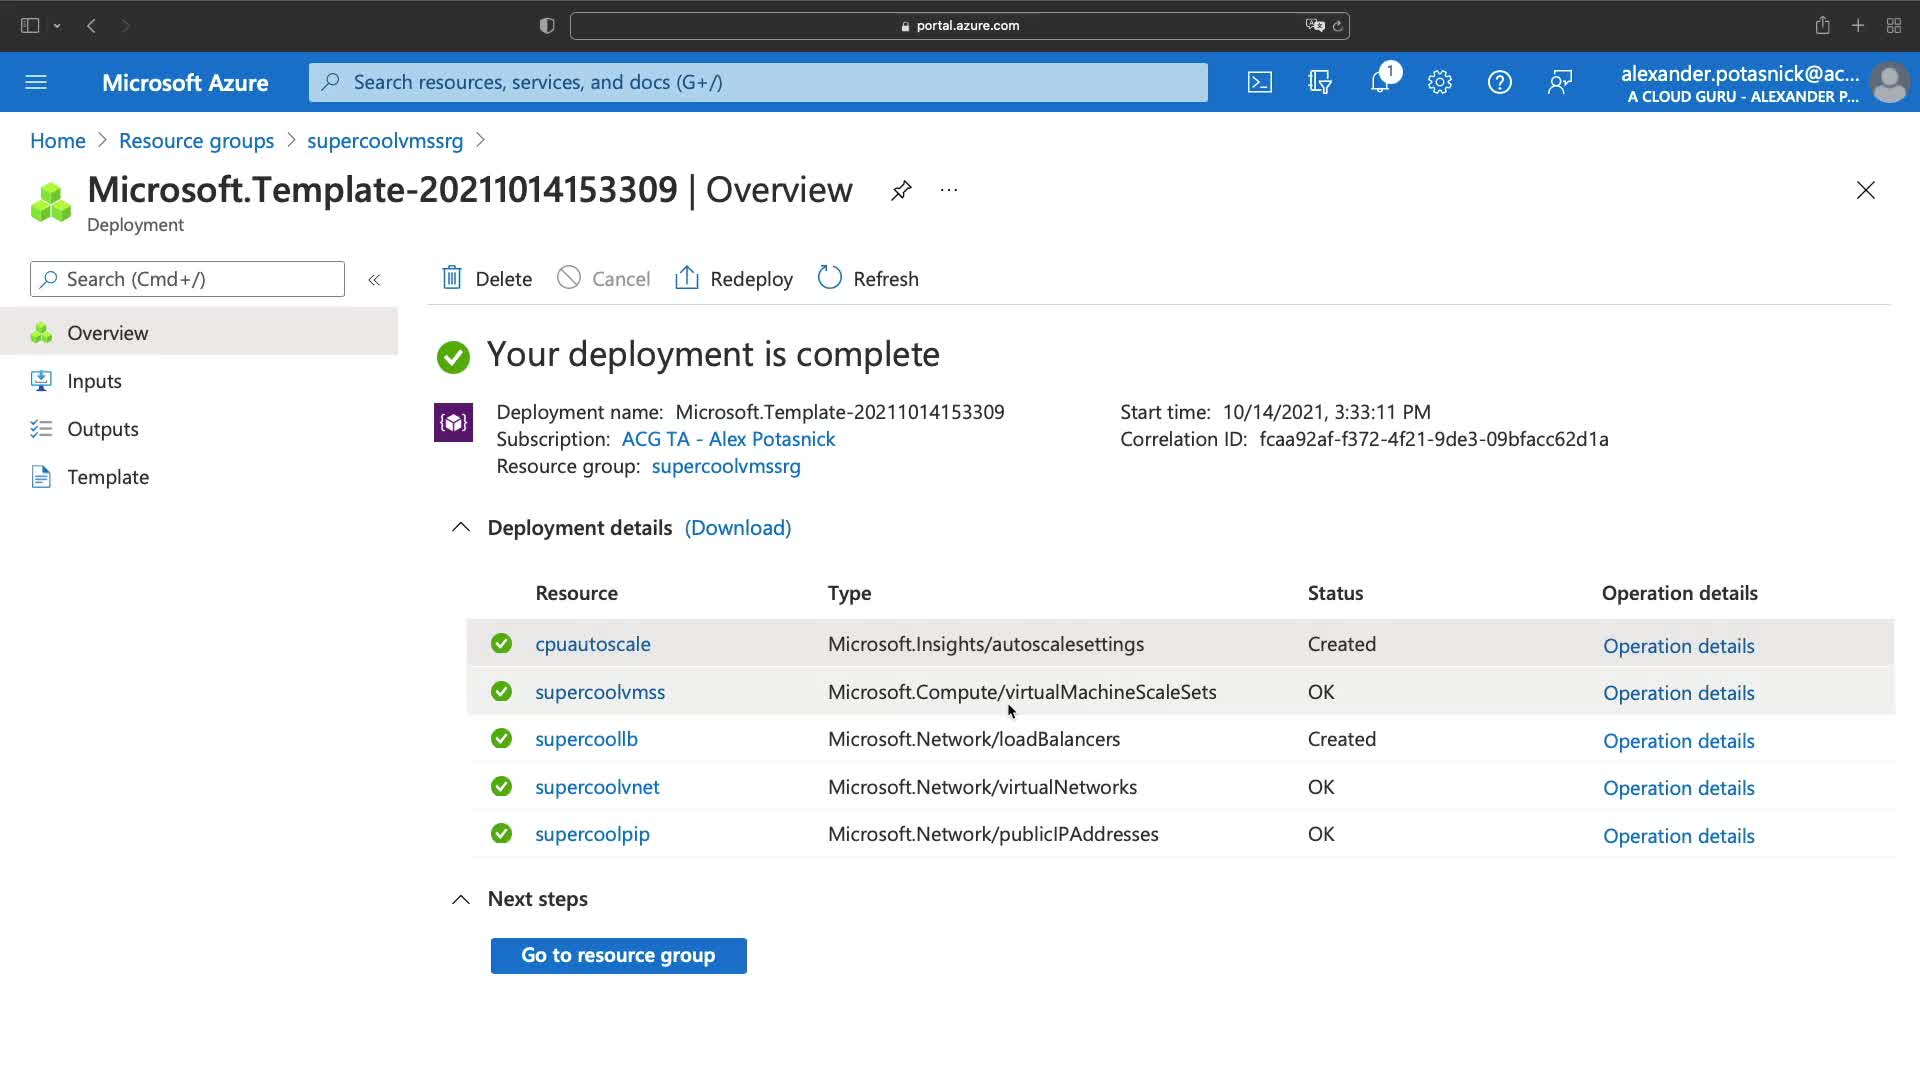 portal.azure.com
Microsoft Azure
Search resources, services, and docs (G+/)
1
alexander.potasnick@ac...
A CLOUD GURU - ALEXANDER P...
Home > Resource groups > supercoolvmssrg >
Microsoft.Template-20211014153309 | Overview
...
Deployment
Search (Cmd+/)
«
Delete
Cancel
Redeploy
Refresh
Overview
Inputs
Outputs
Template
Your deployment is complete
Deployment name: Microsoft.Template-20211014153309
Subscription: ACG TA - Alex Potasnick
Resource group: supercoolvmssrg
Start time: 10/14/2021, 3:33:11 PM
Correlation ID: fcaa92af-f372-4f21-9de3-09bfacc62d1a
Deployment details (Download)
Resource Type Status Operation details
cpuautoscale Microsoft.Insights/autoscalesettings Created Operation details
supercoolvmss Microsoft.Compute/virtualMachineScaleSets OK Operation details
supercoollb Microsoft.Network/loadBalancers Created Operation details
supercoolvnet Microsoft.Network/virtualNetworks OK Operation details
supercoolpip Microsoft.Network/publicIPAddresses OK Operation details
Next steps
Go to resource group